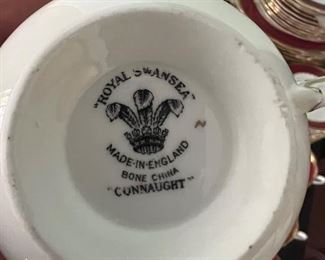 "ROYAL SWANSEA"
MADE-IN-ENGLAND
BONE CHINA
"CONNAUGHT"